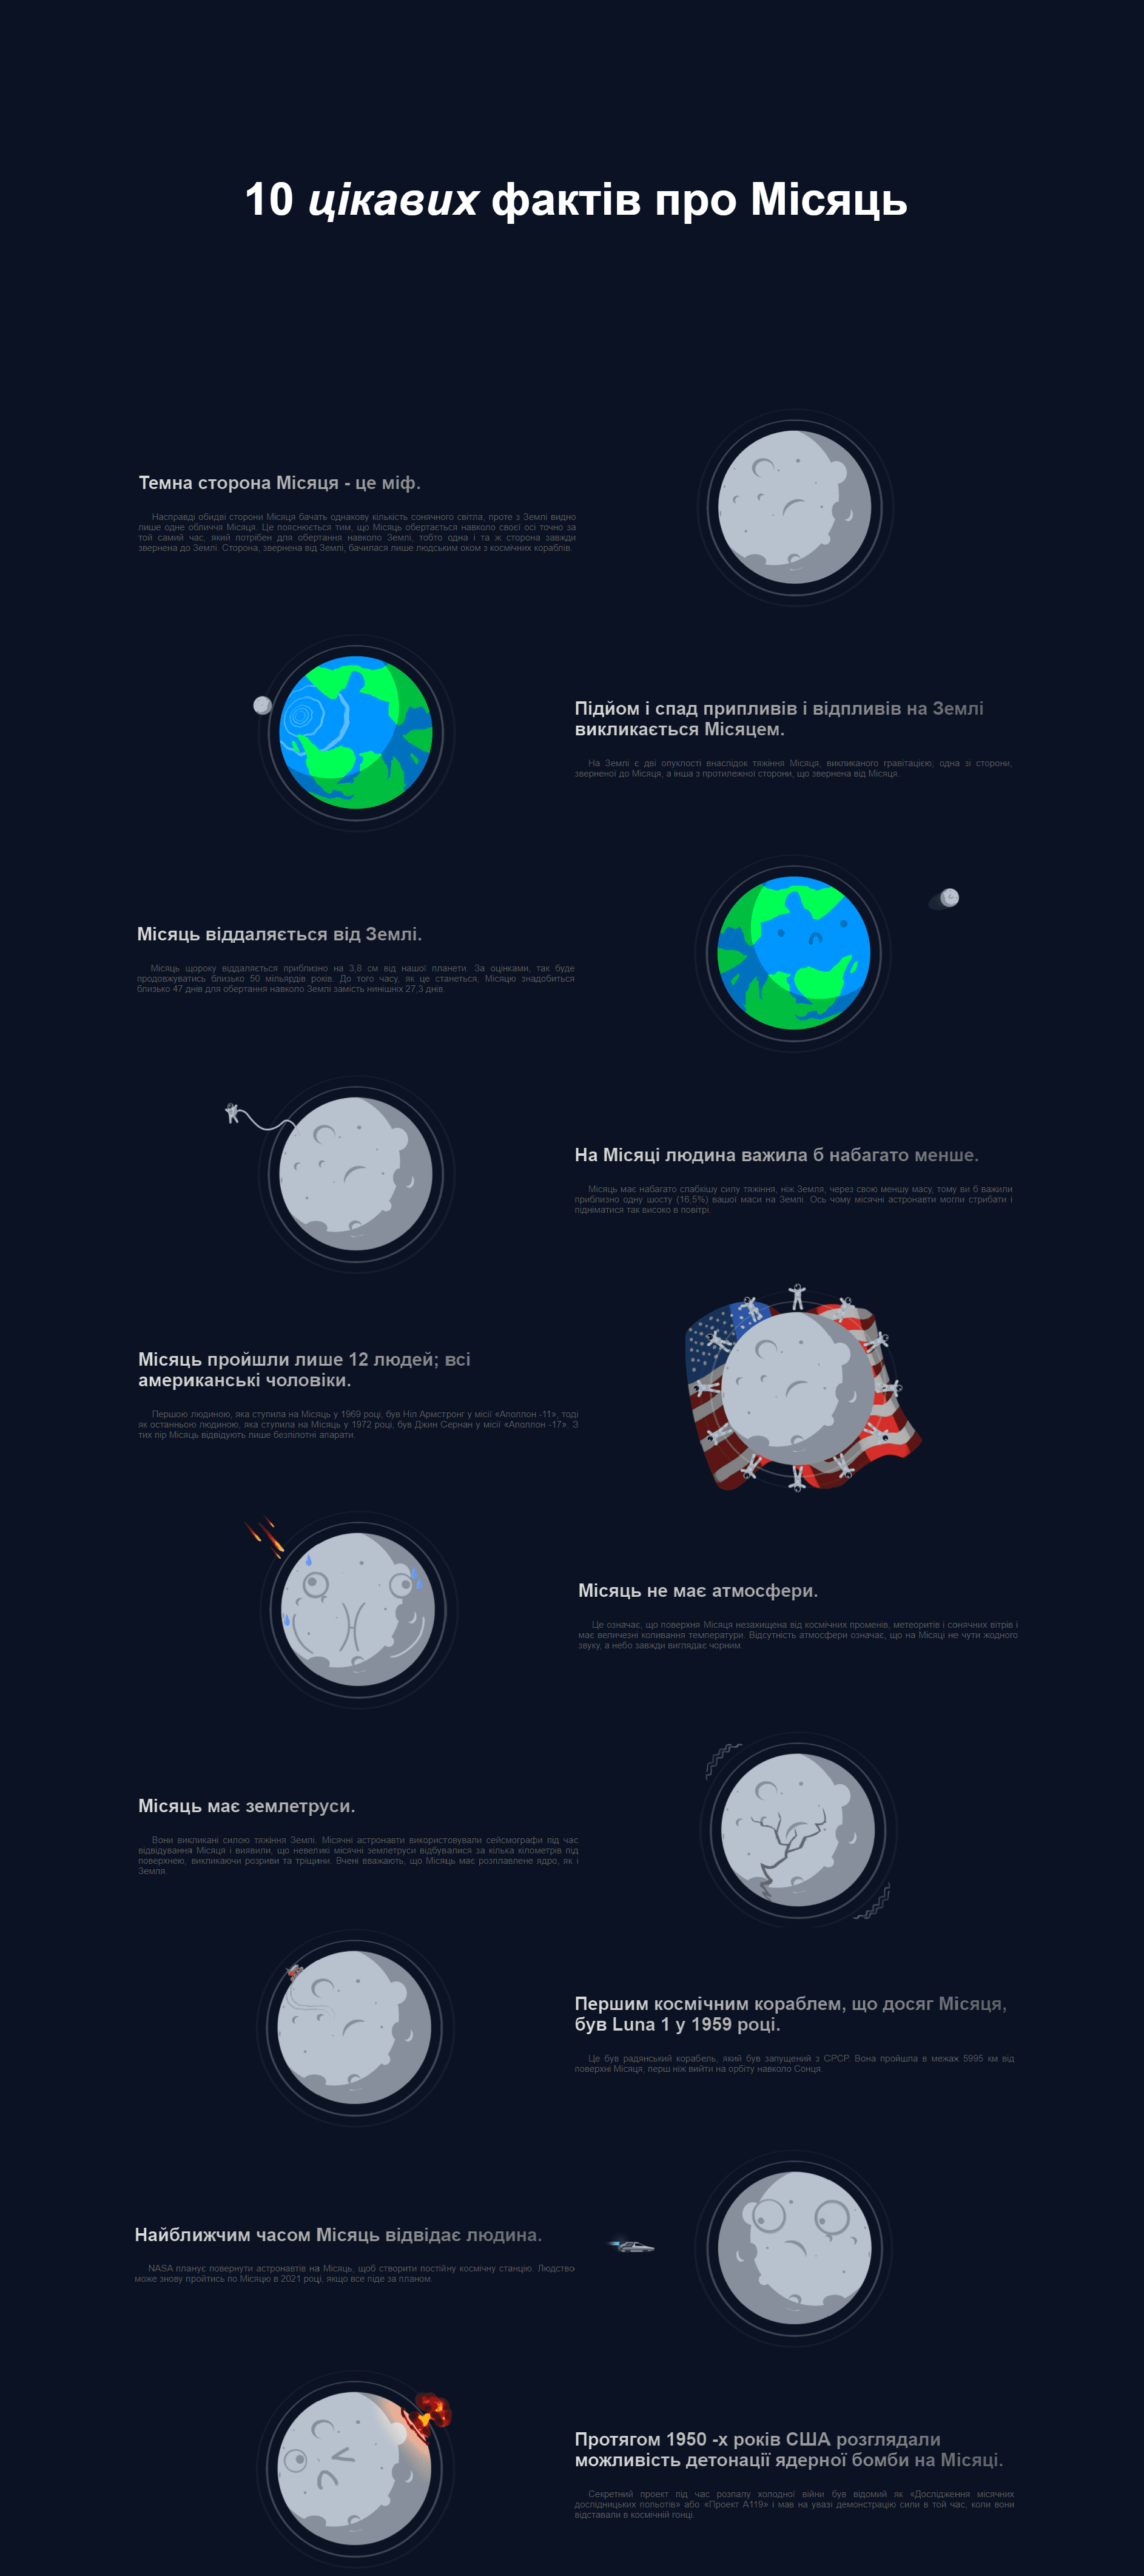 10 цікавих фактів про Місяць
Темна сторона Місяця - це міф.
Насправді обидві сторони Місяця бачать однакову кількість сонячного світла, проте з Землі видно
лише одне обличчя Місяця. Це пояснюється тим, що Місяць обертається навколо своєї осі точно за
той самий час, який потрібен для обертання навколо Землі, тобто одна і та ж сторона завжди
звернена до Землі. Сторона, звернена від Землі, бачилася лише людським оком з космічних кораблів.
Підйом і спад припливів і відпливів на Землі
викликається Місяцем.
На Землі є дві опуклості внаслідок тяжіння Місяця, викликаного гравітацією; одна зі сторони,
зверненої до Місяця, а інша з протилежної сторони, що звернена від Місяця.
Місяць віддаляється від Землі.
Місяць щороку віддаляється приблизно на 3,8 см від нашої планети. За оцінками, так буде
продовжуватись близько 50 мільярдів років. До того часу, як це станеться, Місяцю знадобиться
близько 47 днів для обертання навколо Землі замість нинішніх 27,3 днів.
На Місяці людина важила б набагато менше.
Місяць має набагато слабкішу силу тяжіння, ніж Земля, через свою меншу масу, тому ви б важили
приблизно одну шосту (16,5%) вашої маси на Землі. Ось чому місячні астронавти могли стрибати і
підніматися так високо в повітрі.
Місяць пройшли лише 12 людей; всі
американські чоловіки.
Першою людиною, яка ступила на Місяць у 1969 році, був Ніл Армстронг у місії «Аполлон -11», тоді
як останньою людиною, яка ступила на Місяць у 1972 році, був Джин Сернан у місії «Аполлон -17». З
тих пір Місяць відвідують лише безпілотні апарати.
Місяць не має атмосфери.
Це означає, що поверхня Місяця незахищена від космічних променів, метеоритів і сонячних вітрів і
має величезні коливання температури. Відсутність атмосфери означає, що на Місяці не чути жодного
звуку, а небо завжди виглядає чорним.
Місяць має землетруси.
Вони викликані силою тяжіння Землі. Місячні астронавти використовували сейсмографи під час
відвідування Місяця і виявили, що невеликі місячні землетруси відбувалися за кілька кілометрів під
поверхнею, викликаючи розриви та тріщини. Вчені вважають, що Місяць має розплавлене ядро, як і
Земля.
Першим космічним кораблем, що досяг Місяця,
був Luna 1 у 1959 році.
Це був радянський корабель, який був запущений з СРСР. Вона пройшла в межах 5995 км від
поверхні Місяця, перш ніж вийти на орбіту навколо Сонця.
Найближчим часом Місяць відвідає людина.
NASA планує повернути астронавтів на Місяць, щоб створити постійну космічну станцію. Людство
може знову пройтись по Місяцю в 2021 році, якщо все піде за планом.
Протягом 1950 -х років США розглядали
можливість детонації ядерної бомби на Місяці.
Секретний проект під час розпалу холодної війни був відомий як «Дослідження місячних
дослідницьких польотів» або «Проект A119» і мав на увазі демонстрацію сили в той час, коли вони
відставали в космічній гонці.